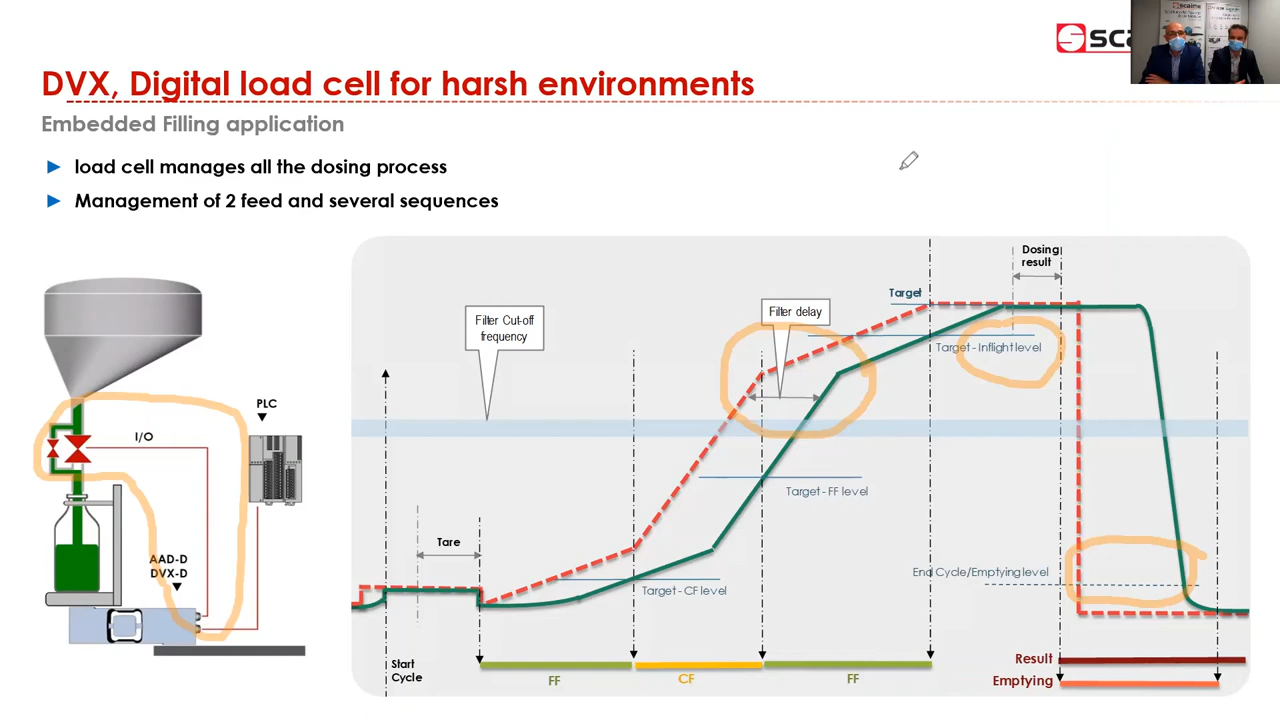 sca
DVX, Digital load cell for harsh environments
Embedded Filling application
load cell manages all the dosing process
Management of 2 feed and several sequences
Dosing
result
Target
Filter Cut-off
frequency
Filter delay
Target - Inflight level
PLC
I/O
Target - FF level
Tare
AAD-D
DVX-D
End Cycle/Emptying level
Target - CF level
Start
Cycle
FF
CF
FF
Result
Emptying